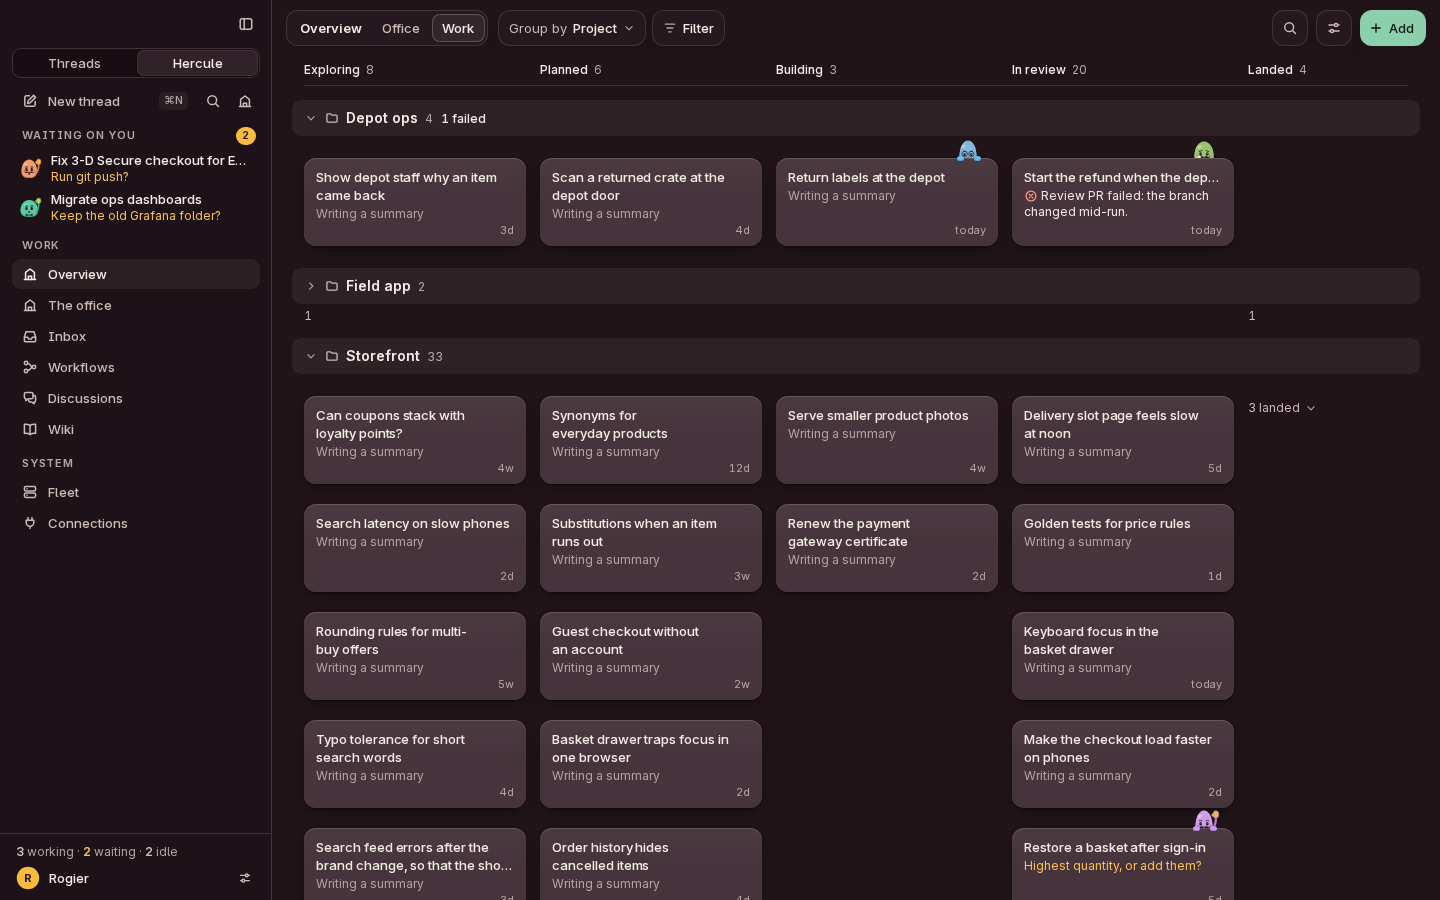 Threads
Hercule
New thread
⌘N
WAITING ON YOU
2
Fix 3-D Secure checkout for E…
Run git push?
Migrate ops dashboards
Keep the old Grafana folder?
WORK
Overview
The office
Inbox
Workflows
Discussions
Wiki
SYSTEM
Fleet
Connections
3 working · 2 waiting · 2 idle
R
Rogier
Overview
Office
Work
Group by Project
Filter
Add
Exploring 8
Planned 6
Building 3
In review 20
Landed 4
Depot ops 4 1 failed
Show depot staff why an item
came back
Writing a summary
3d
Scan a returned crate at the
depot door
Writing a summary
4d
Return labels at the depot
Writing a summary
today
Start the refund when the dep…
Review PR failed: the branch
changed mid-run.
today
Field app 2
1
1
Storefront 33
Can coupons stack with
loyalty points?
Writing a summary
4w
Synonyms for
everyday products
Writing a summary
12d
Serve smaller product photos
Writing a summary
4w
Delivery slot page feels slow
at noon
Writing a summary
5d
3 landed
Search latency on slow phones
Writing a summary
2d
Substitutions when an item
runs out
Writing a summary
3w
Renew the payment
gateway certificate
Writing a summary
2d
Golden tests for price rules
Writing a summary
1d
Rounding rules for multi-
buy offers
Writing a summary
5w
Guest checkout without
an account
Writing a summary
2w
Keyboard focus in the
basket drawer
Writing a summary
today
Typo tolerance for short
search words
Writing a summary
4d
Basket drawer traps focus in
one browser
Writing a summary
2d
Make the checkout load faster
on phones
Writing a summary
2d
Search feed errors after the
brand change, so that the sho…
Writing a summary
3d
Order history hides
cancelled items
Writing a summary
4d
Restore a basket after sign-in
Highest quantity, or add them?
5d